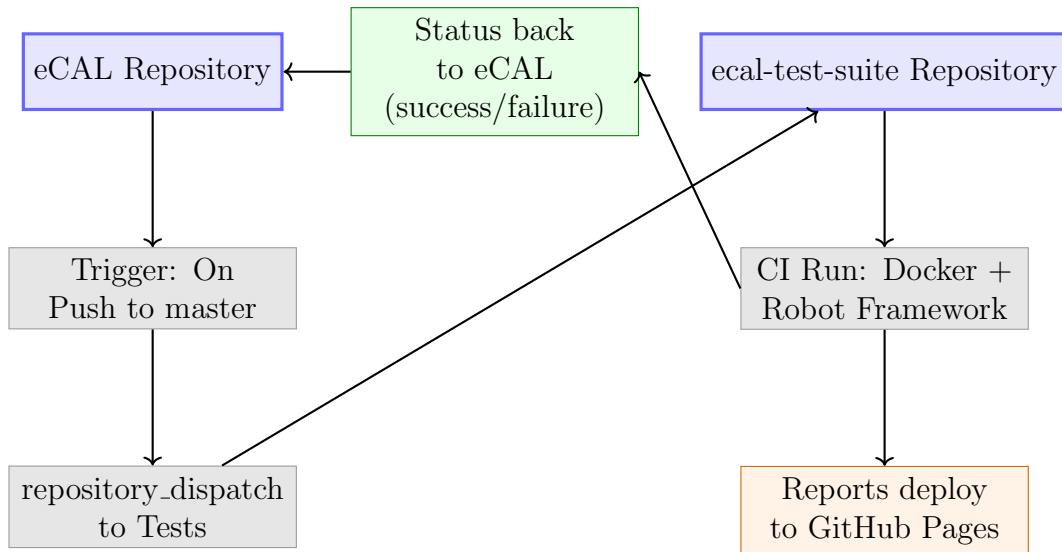 eCAL Repository
Status back
to eCAL
(success/failure)
ecal-test-suite Repository
Trigger: On
Push to master
CI Run: Docker +
Robot Framework
repository_dispatch
to Tests
Reports deploy
to GitHub Pages